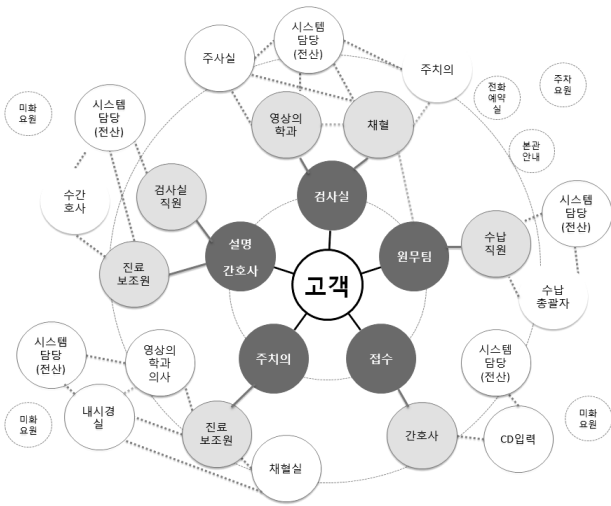 시스템
담당
(전산)
주사실
주치의
전화
예약
실
주차
요원
미화
요원
시스템
담당
(전산)
영상의
학과
채혈
본관
안내
수간
호사
검사실
직원
검사실
시스템
담당
(전산)
설명
간호사
원무팀
수납
직원
진료
보조원
고객
수납
총괄자
시스템
담당
(전산)
영상의
학과
의사
주치의
접수
시스템
담당
(전산)
미화
요원
내시경
실
진료
보조원
간호사
CD입력
미화
요원
채혈실